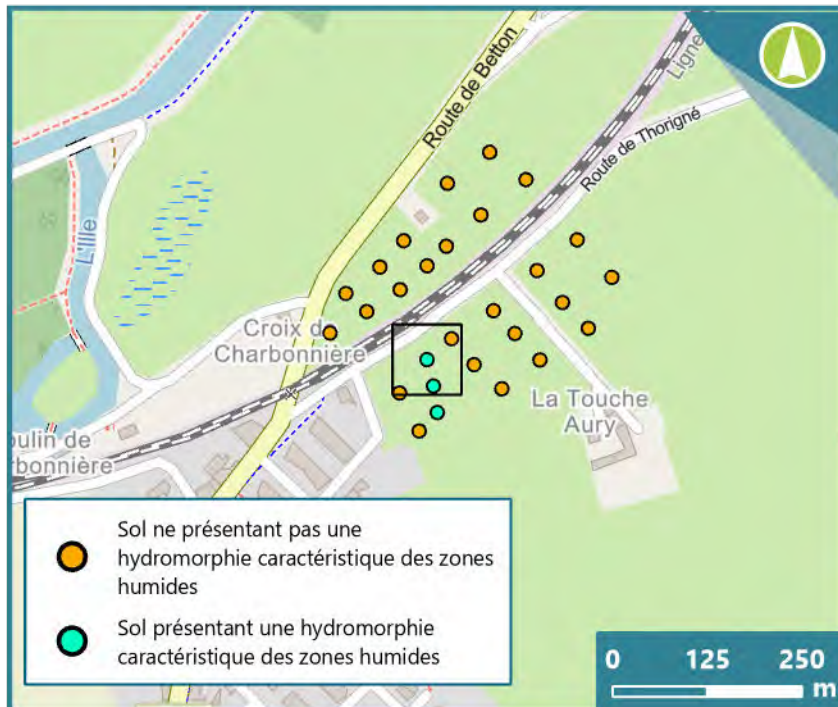 Route de Betton
Ligne
Route de Thorigné
L'Ille
Croix de
Charbonnière
La Touche
Aury
oulin de
rbonnière
Sol ne présentant pas une
hydromorphie caractéristique des zones
humides
Sol présentant une hydromorphie
caractéristique des zones humides
0 125 250
m